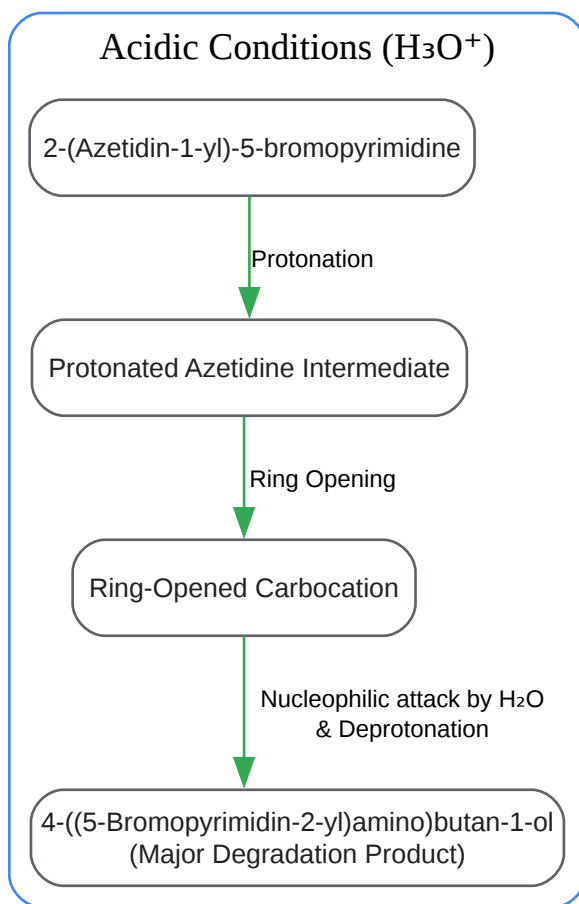 Acidic Conditions (H₃O⁺)
2-(Azetidin-1-yl)-5-bromopyrimidine
Protonation
Protonated Azetidine Intermediate
Ring Opening
Ring-Opened Carbocation
Nucleophilic attack by H₂O
& Deprotonation
4-((5-Bromopyrimidin-2-yl)amino)butan-1-ol
(Major Degradation Product)